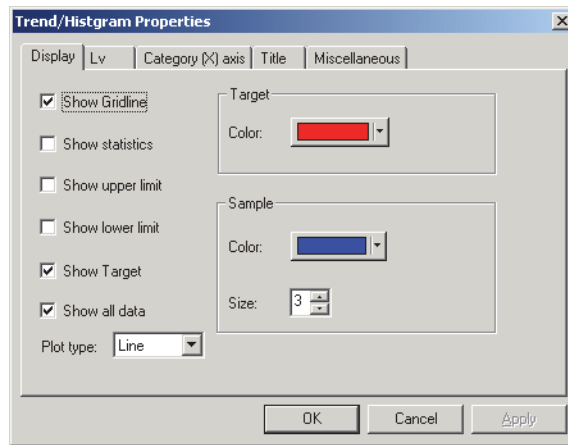 Trend/Histgram Properties
Display
Lv
Category (X) axis
Title
Miscellaneous
Show Gridline
Show statistics
Show upper limit
Show lower limit
Show Target
Show all data
Plot type: Line
Target
Color:
Sample
Color:
Size: 3
OK
Cancel
Apply